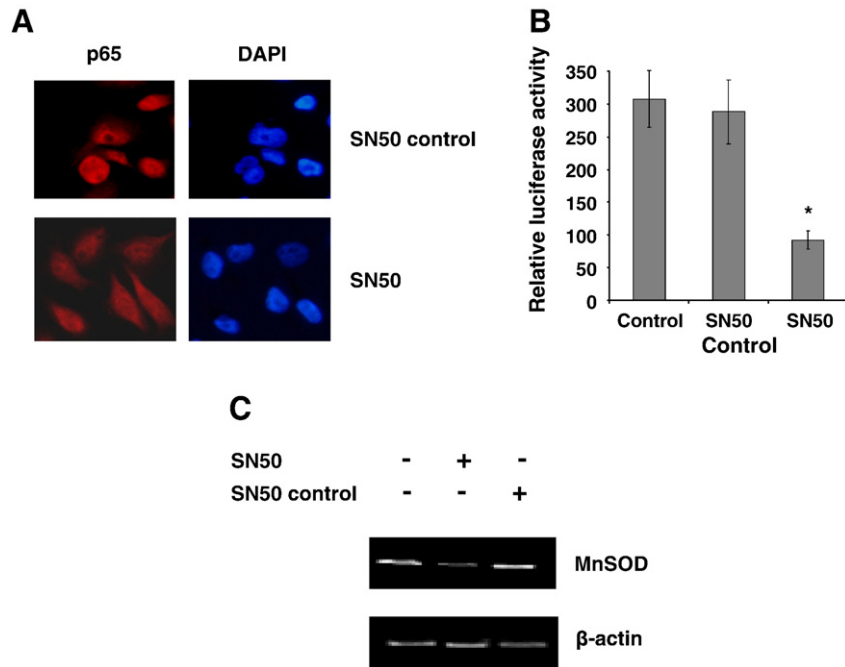 A
p65 DAPI
SN50 control
SN50
B
Relative luciferase activity
350
300
250
200
150
100
50
0
*
Control SN50 SN50
Control
C
SN50 - + -
SN50 control - - +
MnSOD
β-actin